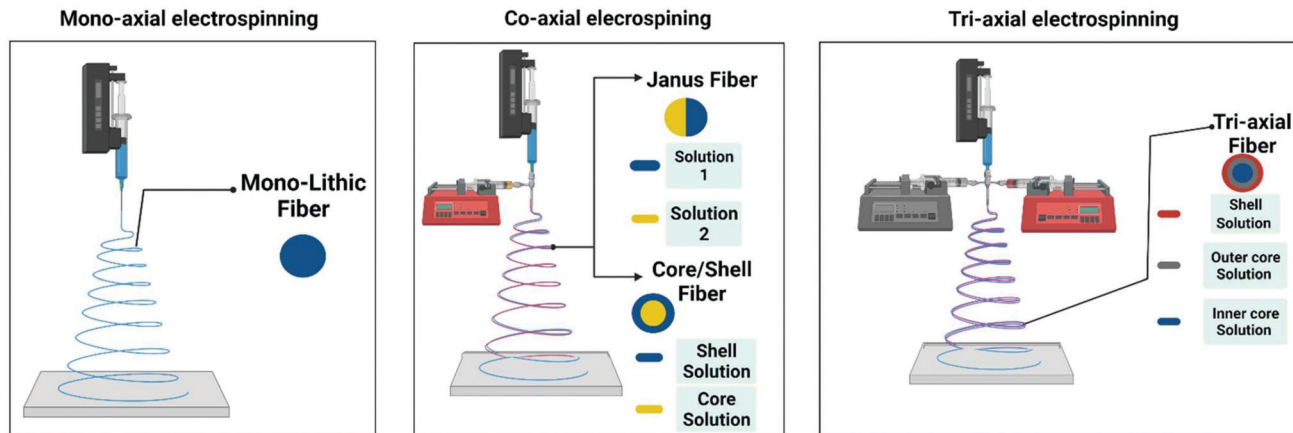 Mono-axial electrospinning
Mono-Lithic
Fiber
Co-axial elecrospining
Janus Fiber
Solution
1
Solution
2
Core/Shell
Fiber
Shell
Solution
Core
Solution
Tri-axial electrospinning
Tri-axial
Fiber
Shell
Solution
Outer core
Solution
Inner core
Solution